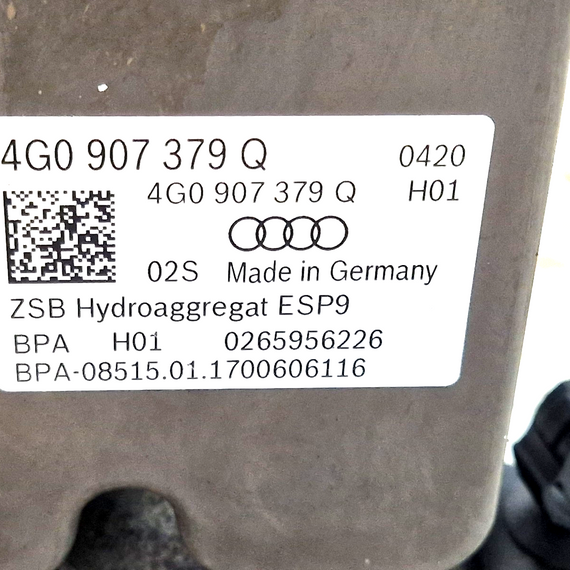 4G0 907 379 Q 0420
4G0 907 379 Q H01
02S Made in Germany
ZSB Hydroaggregat ESP9
BPA H01 0265956226
BPA-08515.01.1700606116